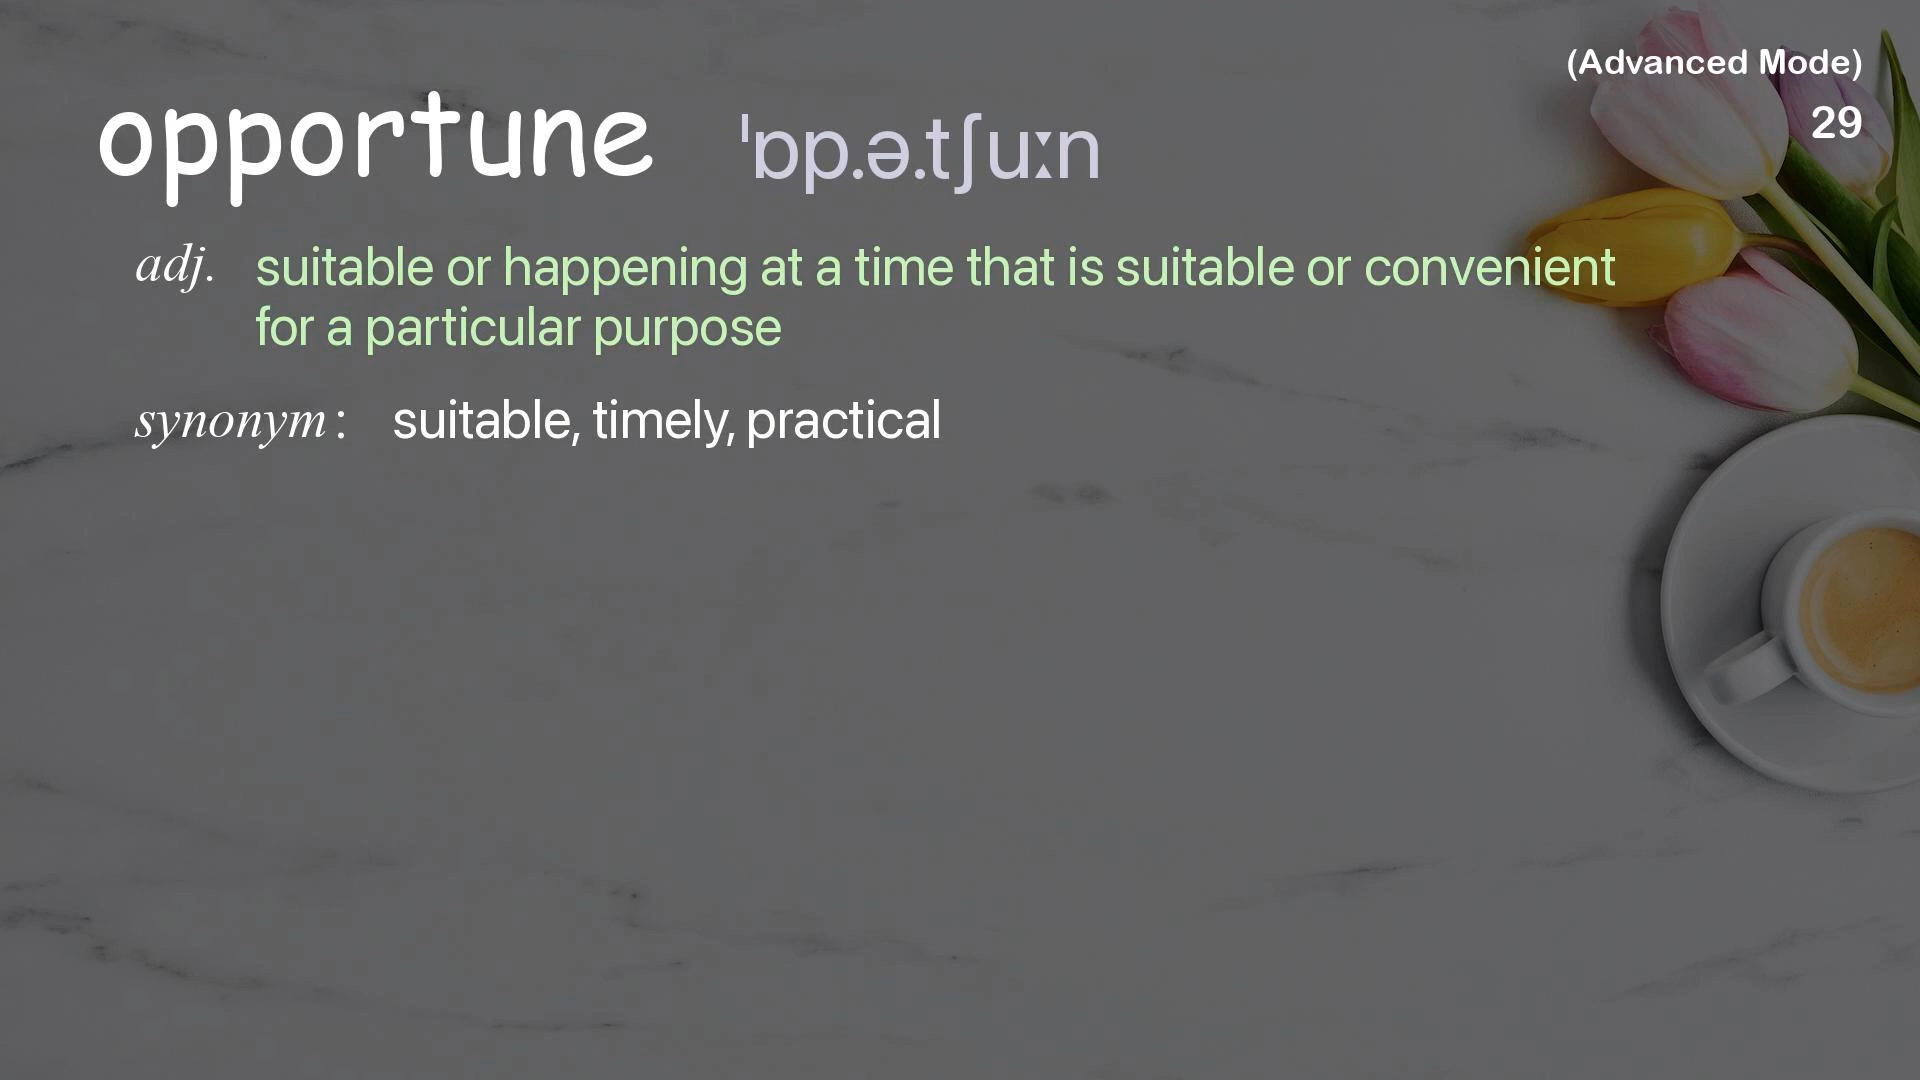 (Advanced Mode)
29
opportune ˈɒp.ə.tʃuːn
adj. suitable or happening at a time that is suitable or convenient
for a particular purpose
synonym: suitable, timely, practical